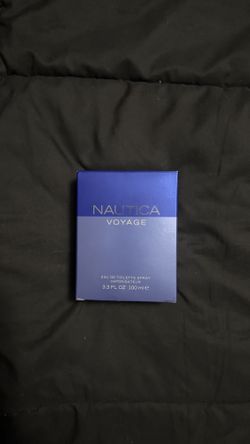 NAUTICA
VOYAGE
EAU DE TOILETTE SPRAY
VAPORISATEUR
3.3 FL OZ 100 ml ℮